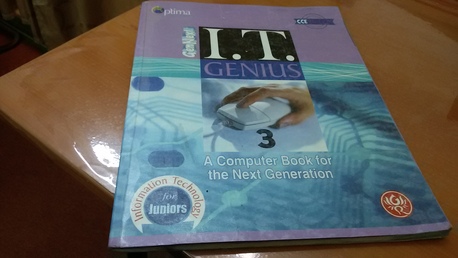 Optima
CCE
I.T.
GENIUS
3
A Computer Book for
the Next Generation
Information Technology
for
Juniors